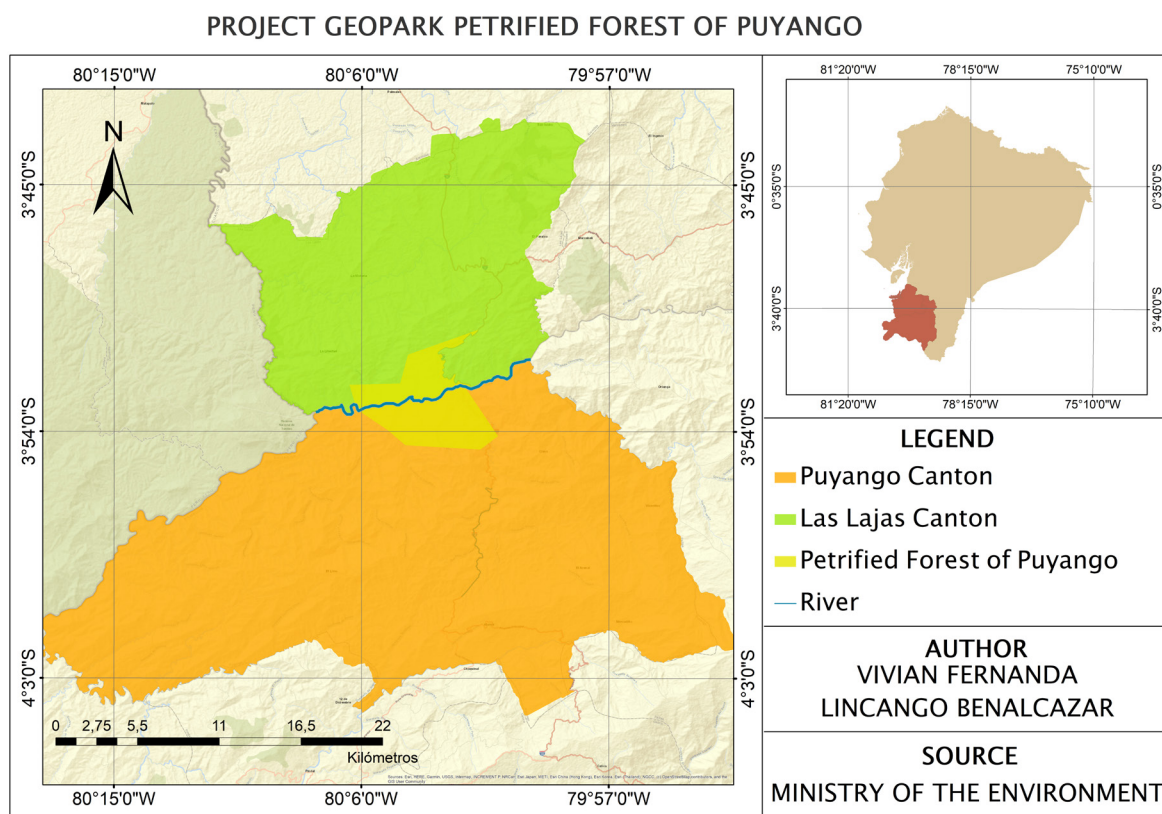 PROJECT GEOPARK PETRIFIED FOREST OF PUYANGO
80°15'0"W 80°6'0"W 79°57'0"W
N
3°45'0"S 3°45'0"S
3°54'0"S 3°54'0"S
4°3'0"S 4°3'0"S
0 2,75 5,5 11 16,5 22
Kilómetros
80°15'0"W 80°6'0"W 79°57'0"W
81°20'0"W 78°15'0"W 75°10'0"W
0°35'0"S 0°35'0"S
3°40'0"S 3°40'0"S
81°20'0"W 78°15'0"W 75°10'0"W
LEGEND
Puyango Canton
Las Lajas Canton
Petrified Forest of Puyango
River
AUTHOR
VIVIAN FERNANDA
LINCANGO BENALCAZAR
SOURCE
MINISTRY OF THE ENVIRONMENT